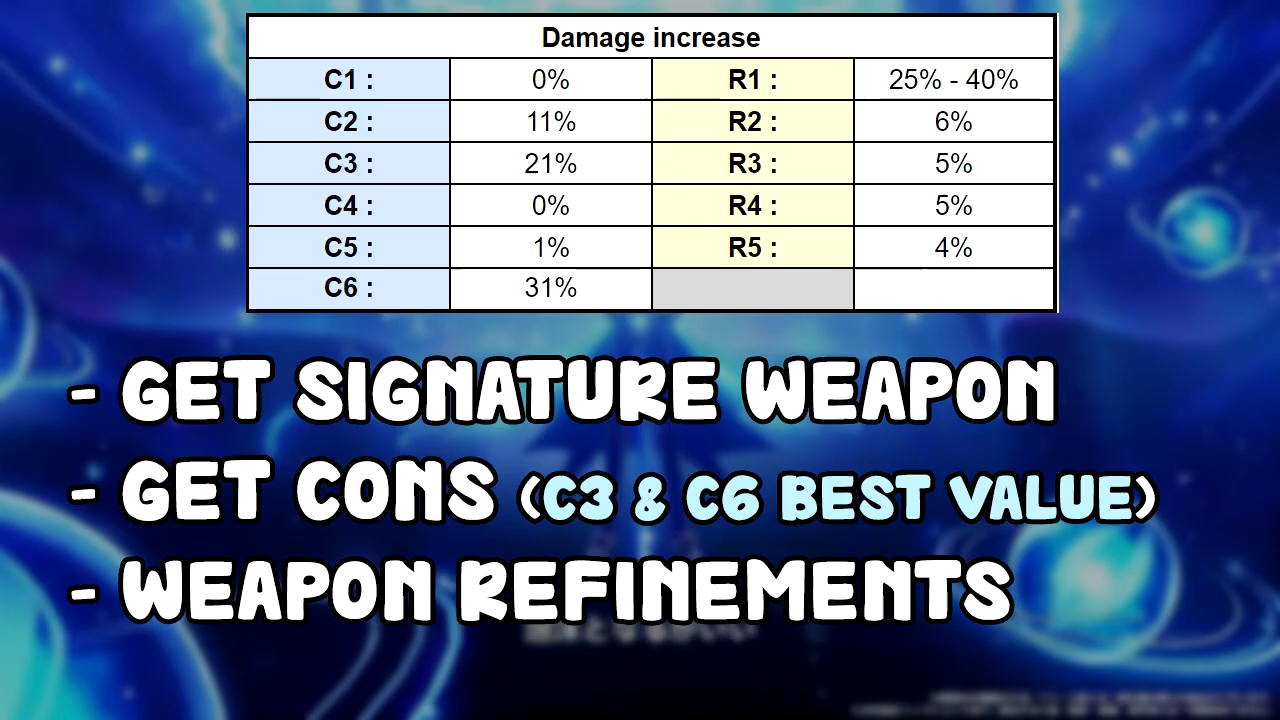 Damage increase
C1 : 0% R1 : 25% - 40%
C2 : 11% R2 : 6%
C3 : 21% R3 : 5%
C4 : 0% R4 : 5%
C5 : 1% R5 : 4%
C6 : 31%
- GET SIGNATURE WEAPON
- GET CONS (C3 & C6 BEST VALUE)
- WEAPON REFINEMENTS